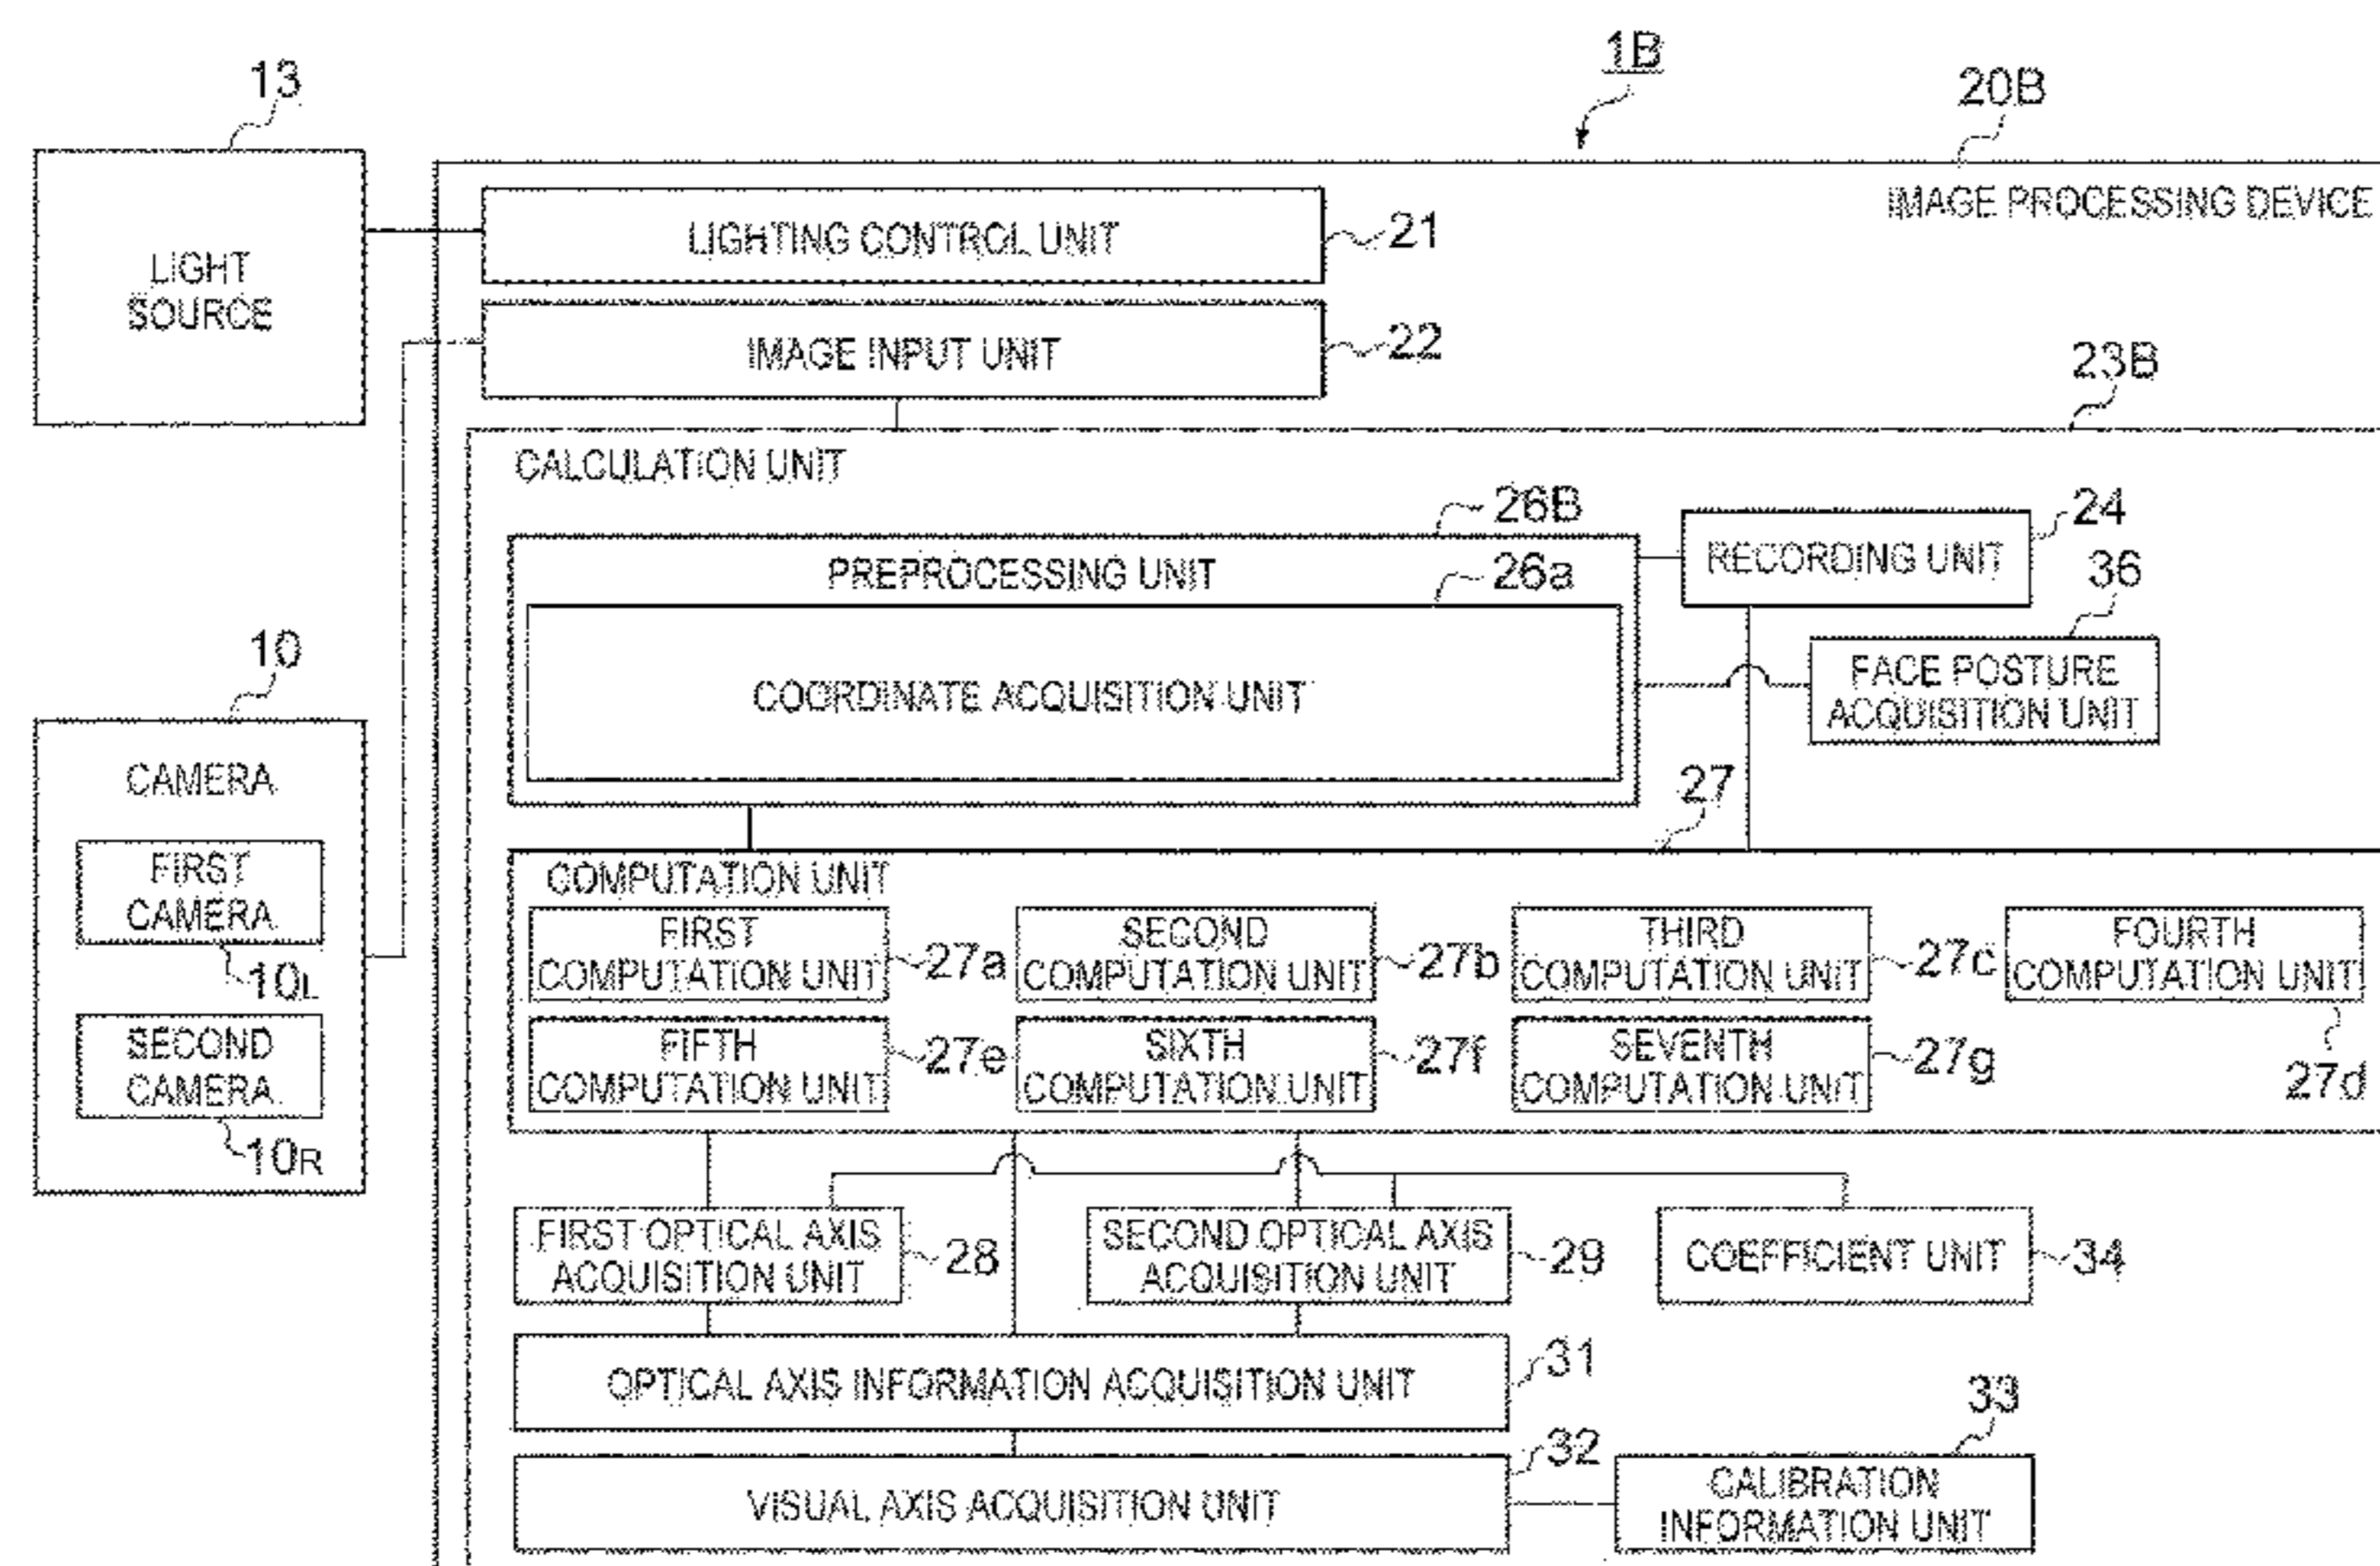 1B
13
20B
IMAGE PROCESSING DEVICE
LIGHT
SOURCE
LIGHTING CONTROL UNIT
21
IMAGE INPUT UNIT
22
23B
CALCULATION UNIT
26B
24
PREPROCESSING UNIT
RECORDING UNIT
26a
36
COORDINATE ACQUISITION UNIT
FACE POSTURE
ACQUISITION UNIT
10
CAMERA
FIRST
CAMERA
10L
SECOND
CAMERA
10R
27
COMPUTATION UNIT
FIRST
COMPUTATION UNIT
27a
SECOND
COMPUTATION UNIT
27b
THIRD
COMPUTATION UNIT
27c
FOURTH
COMPUTATION UNIT
27d
FIFTH
COMPUTATION UNIT
27e
SIXTH
COMPUTATION UNIT
27f
SEVENTH
COMPUTATION UNIT
27g
FIRST OPTICAL AXIS
ACQUISITION UNIT
28
SECOND OPTICAL AXIS
ACQUISITION UNIT
29
COEFFICIENT UNIT
34
OPTICAL AXIS INFORMATION ACQUISITION UNIT
31
33
32
VISUAL AXIS ACQUISITION UNIT
CALIBRATION
INFORMATION UNIT